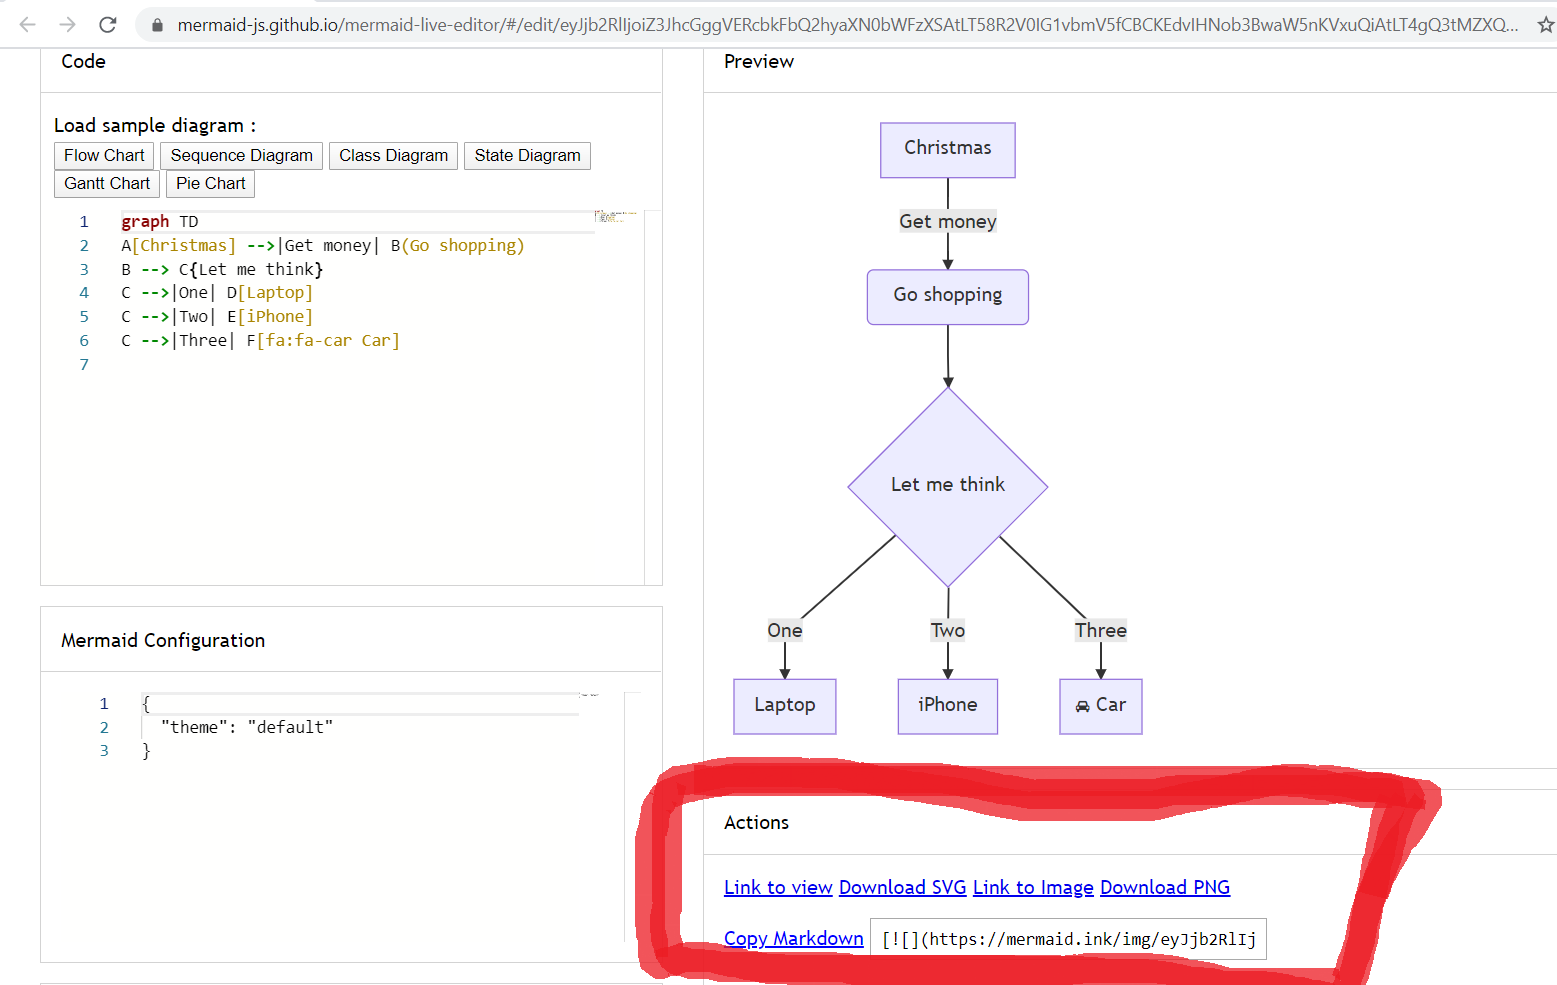 mermaid-js.github.io/mermaid-live-editor/#/edit/eyJjb2RlIjoiZ3JhcGggVERcbkFbQ2hyaXN0bWFzXSAtLT58R2V0IG1vbmV5fCBCKEdvIHNob3BwaW5nKVxuQiAtLT4gQ3tMZXQ...
Code
Load sample diagram :
Flow Chart Sequence Diagram Class Diagram State Diagram
Gantt Chart Pie Chart
1 graph TD
2 A[Christmas] -->|Get money| B(Go shopping)
3 B --> C{Let me think}
4 C -->|One| D[Laptop]
5 C -->|Two| E[iPhone]
6 C -->|Three| F[fa:fa-car Car]
7
Mermaid Configuration
1 {
2 "theme": "default"
3 }
Preview
Christmas
Get money
Go shopping
Let me think
One Two Three
Laptop iPhone Car
Actions
Link to view Download SVG Link to Image Download PNG
Copy Markdown [![](https://mermaid.ink/img/eyJjb2RlIj